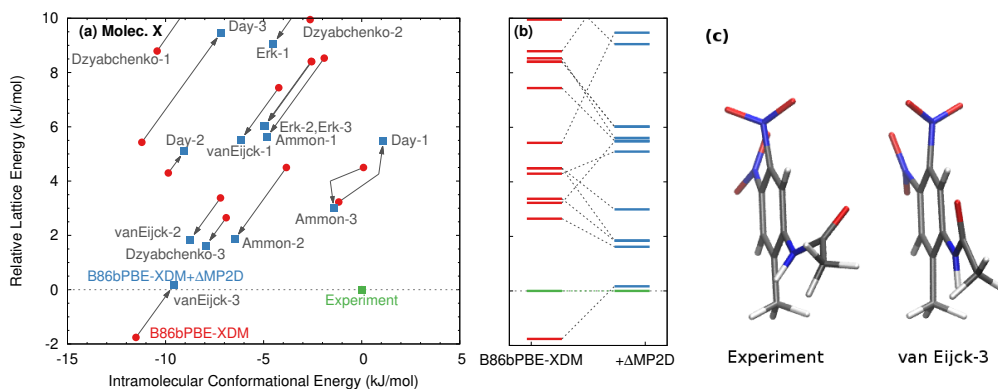 (a) Molec. X
Relative Lattice Energy (kJ/mol)
10
8
6
4
2
0
-2
-15
-10
-5
0
5
Intramolecular Conformational Energy (kJ/mol)
Day-3
Dzyabchenko-2
Dzyabchenko-1
Erk-1
Day-2
vanEijck-1
Erk-2,Erk-3
Ammon-1
Day-1
Ammon-3
vanEijck-2
Dzyabchenko-3
Ammon-2
B86bPBE-XDM+ΔMP2D
vanEijck-3
Experiment
B86bPBE-XDM
(b)
B86bPBE-XDM
+ΔMP2D
(c)
Experiment
van Eijck-3